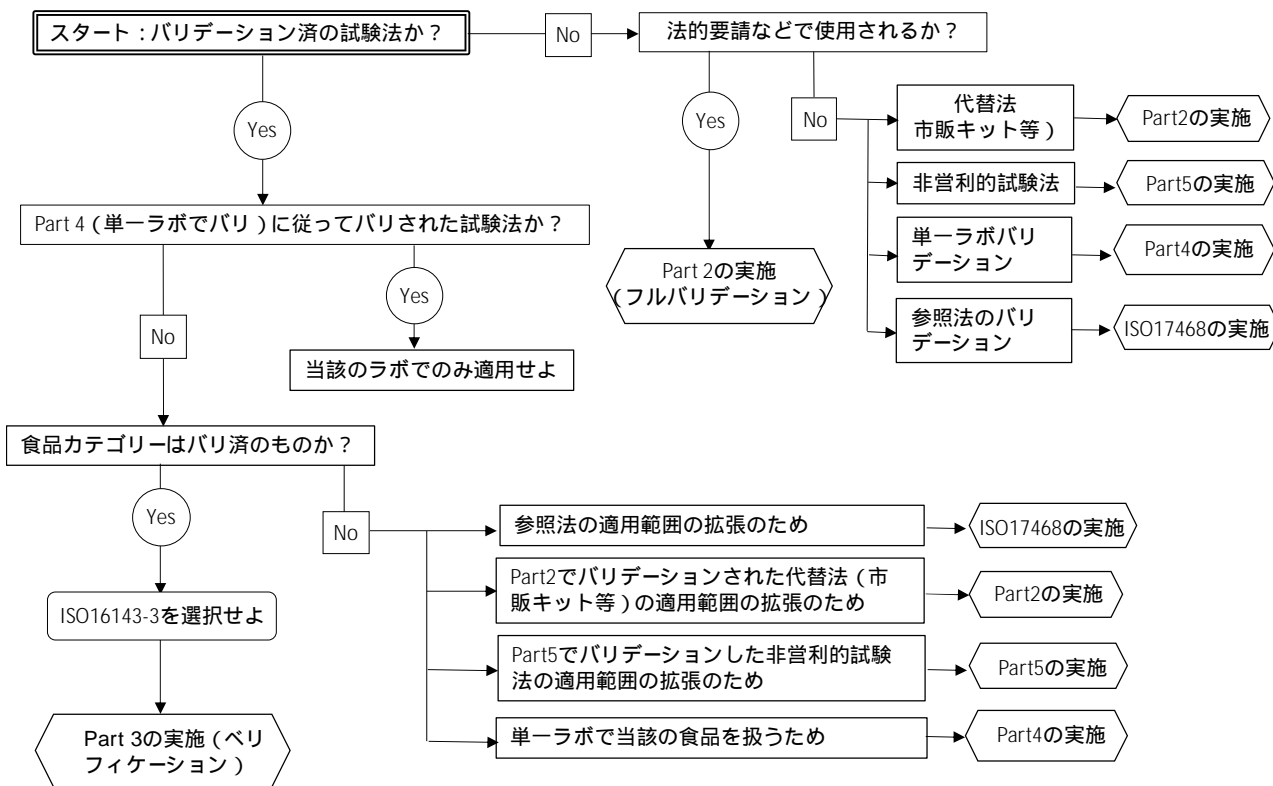 スタート：バリデーション済の試験法か？
No
法的要請などで使用されるか？
Yes
Yes
No
代替法
市販キット等）
Part2の実施
非営利的試験法
Part5の実施
単一ラボバリ
デーション
Part4の実施
参照法のバリ
デーション
ISO17468の実施
Part 2の実施
（フルバリデーション）
Part 4（単一ラボでバリ）に従ってバリされた試験法か？
Yes
No
当該のラボでのみ適用せよ
食品カテゴリーはバリ済のものか？
Yes
No
参照法の適用範囲の拡張のため
ISO17468の実施
Part2でバリデーションされた代替法（市
販キット等）の適用範囲の拡張のため
Part2の実施
Part5でバリデーションした非営利的試験
法の適用範囲の拡張のため
Part5の実施
単一ラボで当該の食品を扱うため
Part4の実施
ISO16143-3を選択せよ
Part 3の実施（ベリ
フィケーション）